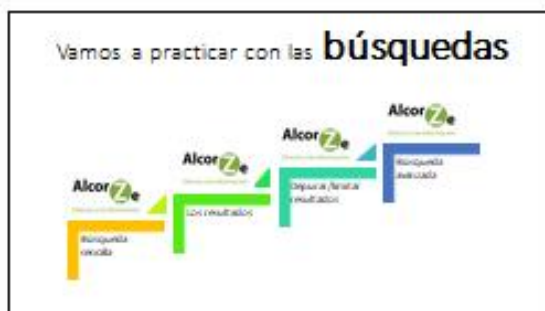 Vamos a practicar con las búsquedas
AlcorZe
Búsqueda
sencilla
AlcorZe
Los resultados
AlcorZe
Depurar/limitar
resultados
AlcorZe
Búsqueda
avanzada